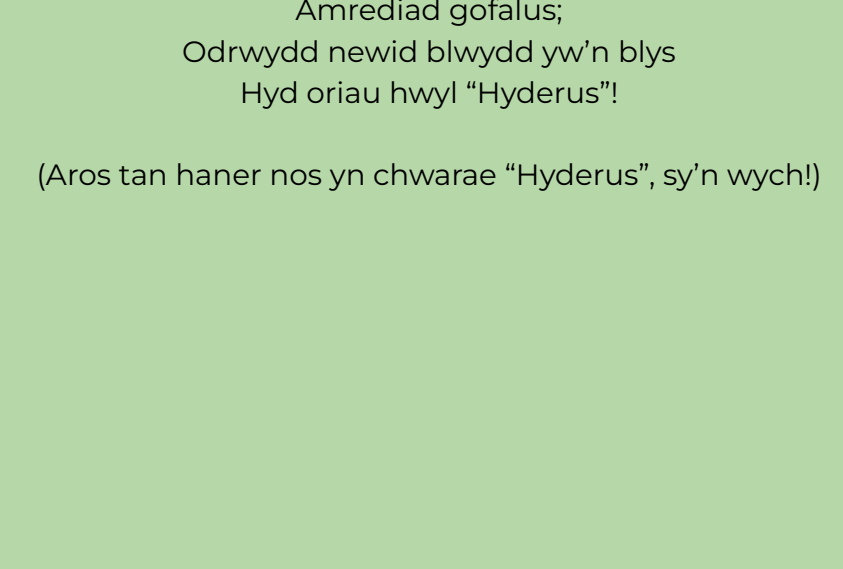 Amrediad gofalus;
Odrwydd newid blwydd yw’n blys
Hyd oriau hwyl “Hyderus”!
(Aros tan haner nos yn chwarae “Hyderus”, sy’n wych!)